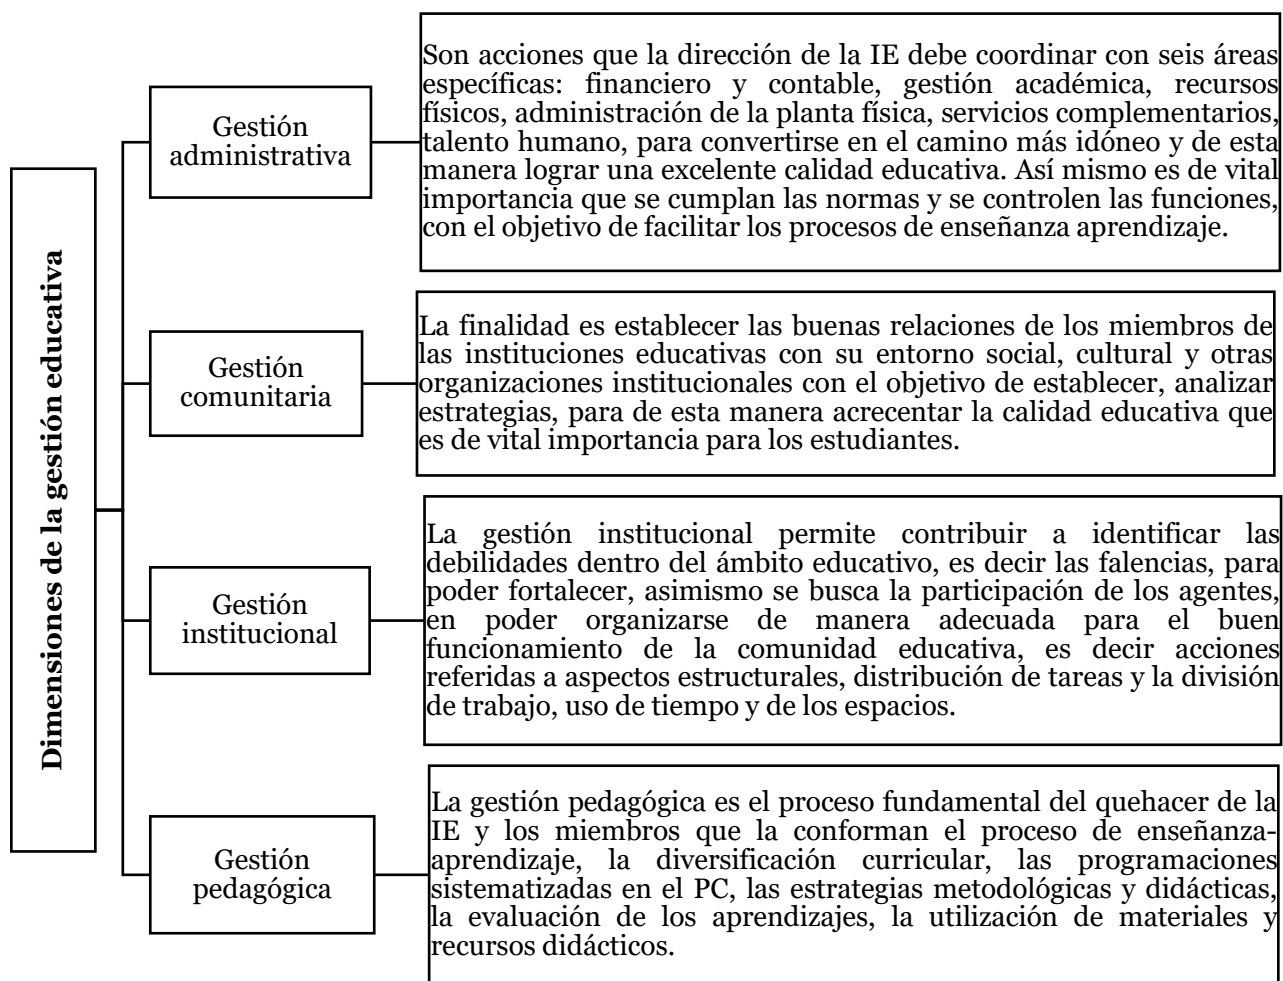 Dimensiones de la gestión educativa
Gestión
administrativa
Son acciones que la dirección de la IE debe coordinar con seis áreas
específicas: financiero y contable, gestión académica, recursos
físicos, administración de la planta física, servicios complementarios,
talento humano, para convertirse en el camino más idóneo y de esta
manera lograr una excelente calidad educativa. Así mismo es de vital
importancia que se cumplan las normas y se controlen las funciones,
con el objetivo de facilitar los procesos de enseñanza aprendizaje.
Gestión
comunitaria
La finalidad es establecer las buenas relaciones de los miembros de
las instituciones educativas con su entorno social, cultural y otras
organizaciones institucionales con el objetivo de establecer, analizar
estrategias, para de esta manera acrecentar la calidad educativa que
es de vital importancia para los estudiantes.
Gestión
institucional
La gestión institucional permite contribuir a identificar las
debilidades dentro del ámbito educativo, es decir las falencias, para
poder fortalecer, asimismo se busca la participación de los agentes,
en poder organizarse de manera adecuada para el buen
funcionamiento de la comunidad educativa, es decir acciones
referidas a aspectos estructurales, distribución de tareas y la división
de trabajo, uso de tiempo y de los espacios.
Gestión
pedagógica
La gestión pedagógica es el proceso fundamental del quehacer de la
IE y los miembros que la conforman el proceso de enseñanza-
aprendizaje, la diversificación curricular, las programaciones
sistematizadas en el PC, las estrategias metodológicas y didácticas,
la evaluación de los aprendizajes, la utilización de materiales y
recursos didácticos.